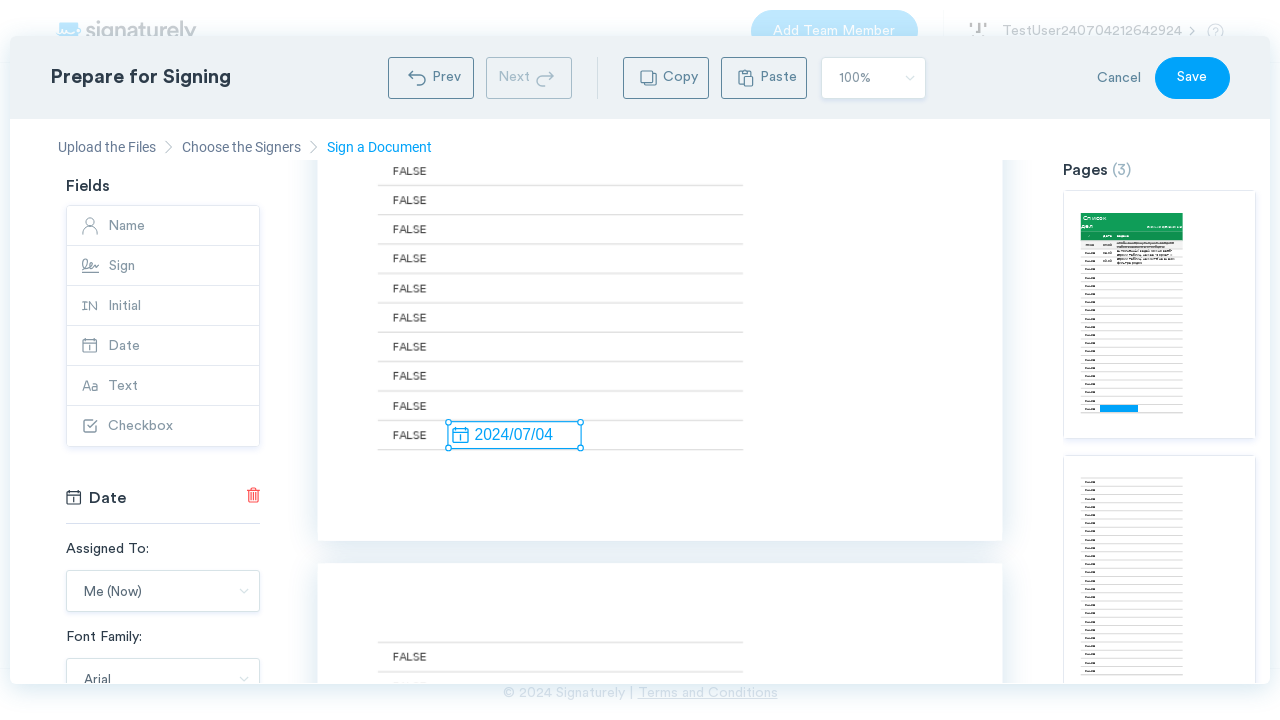 signaturely
Add Team Member
TestUser240704212642924
Prepare for Signing
Prev
Next
Copy
Paste
100%
Cancel
Save
Upload the Files
Choose the Signers
Sign a Document
Fields
Name
Sign
Initial
Date
Text
Checkbox
Date
Assigned To:
Me (Now)
Font Family:
Arial
FALSE
FALSE
FALSE
FALSE
FALSE
FALSE
FALSE
FALSE
FALSE
FALSE
2024/07/04
FALSE
Pages (3)
Список
дел
© 2024 Signaturely | Terms and Conditions